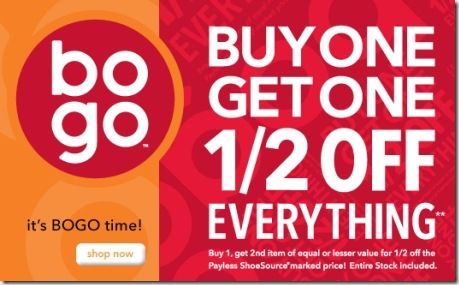 bo
go™
it's BOGO time!
shop now
BUY ONE
GET ONE
1/2 OFF
EVERYTHING**
Buy 1, get 2nd item of equal or lesser value for 1/2 off the
Payless ShoeSource® marked price! Entire Stock included.